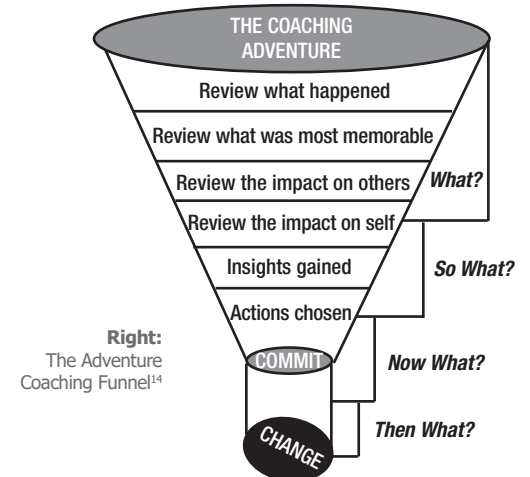 THE COACHING
ADVENTURE
Review what happened
Review what was most memorable
Review the impact on others
What?
Review the impact on self
Insights gained
So What?
Actions chosen
Right:
The Adventure
Coaching Funnel14
COMMIT
Now What?
Then What?
CHANGE